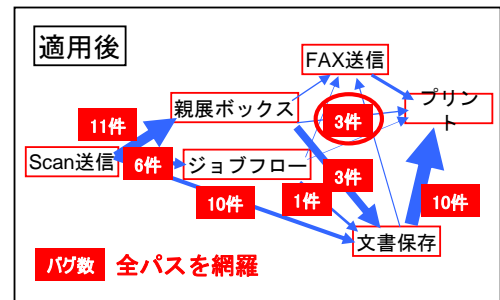 適用後
FAX送信
プリン
ト
親展ボックス
11件
3件
Scan送信
6件
ジョブフロー
3件
10件
1件
10件
文書保存
バグ数 全パスを網羅